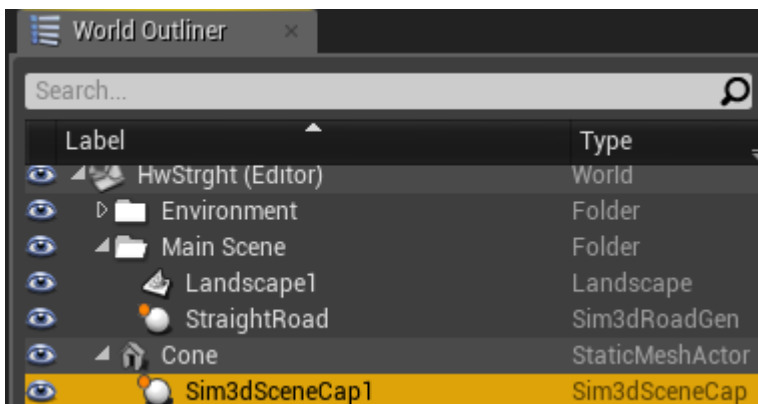 World Outliner ×
Search...
Label Type
HwStrght (Editor) World
Environment Folder
Main Scene Folder
Landscape1 Landscape
StraightRoad Sim3dRoadGen
Cone StaticMeshActor
Sim3dSceneCap1 Sim3dSceneCap